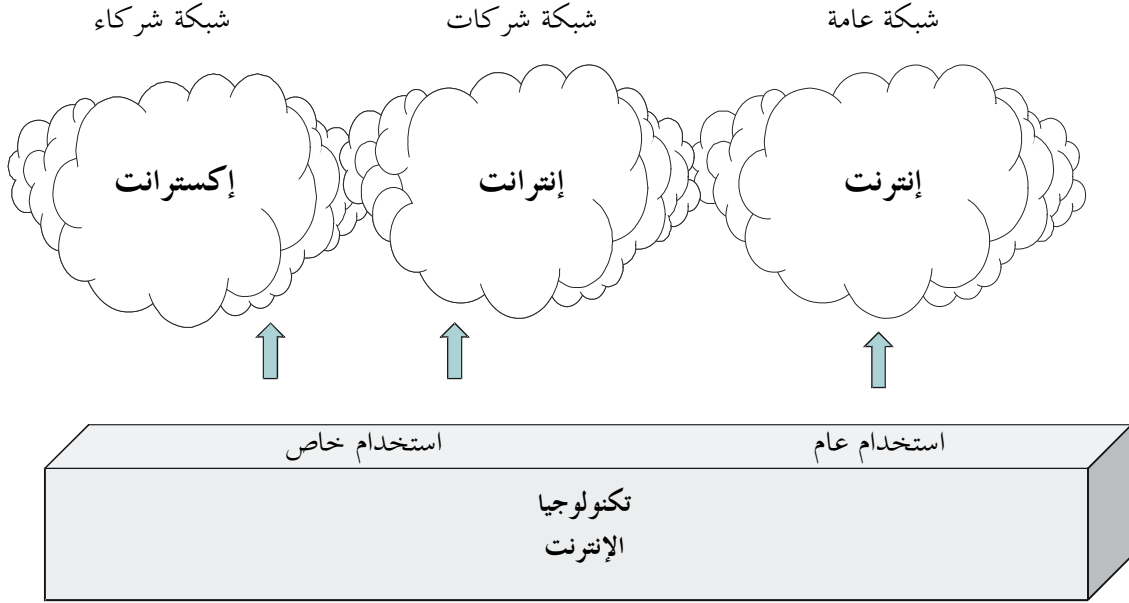 شبكة عامة
شبكة شركات
شبكة شركاء
إنترنت
إنترانت
إكسترانت
استخدام عام
استخدام خاص
تكنولوجيا
الإنترنت